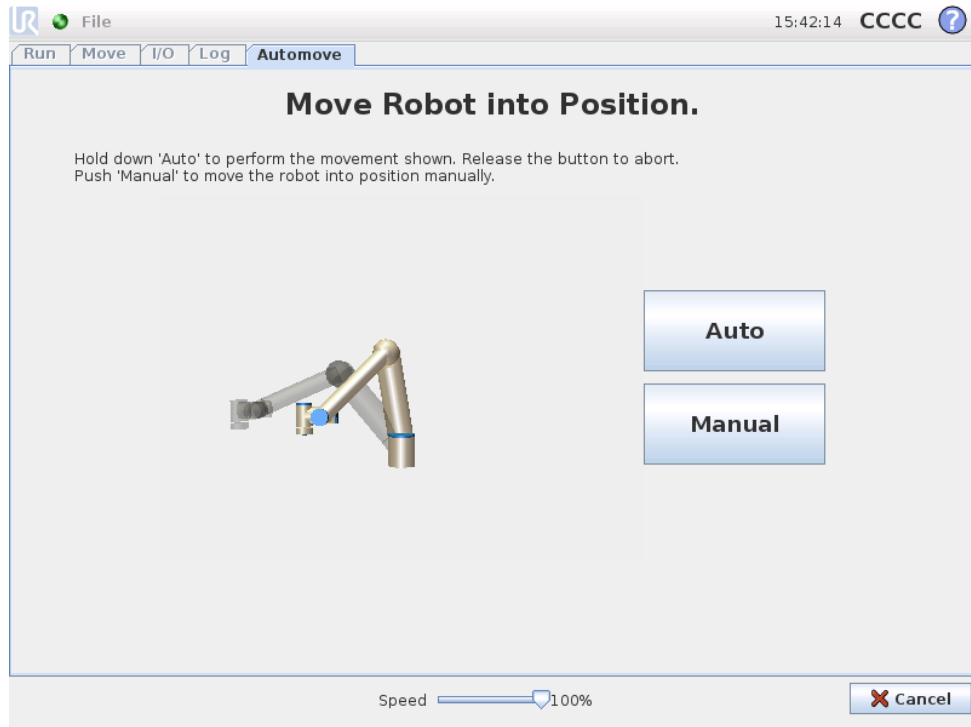 UR File 15:42:14 CCCC ?
Run Move I/O Log Automove
Move Robot into Position.
Hold down 'Auto' to perform the movement shown. Release the button to abort.
Push 'Manual' to move the robot into position manually.
Auto
Manual
Speed 100% Cancel